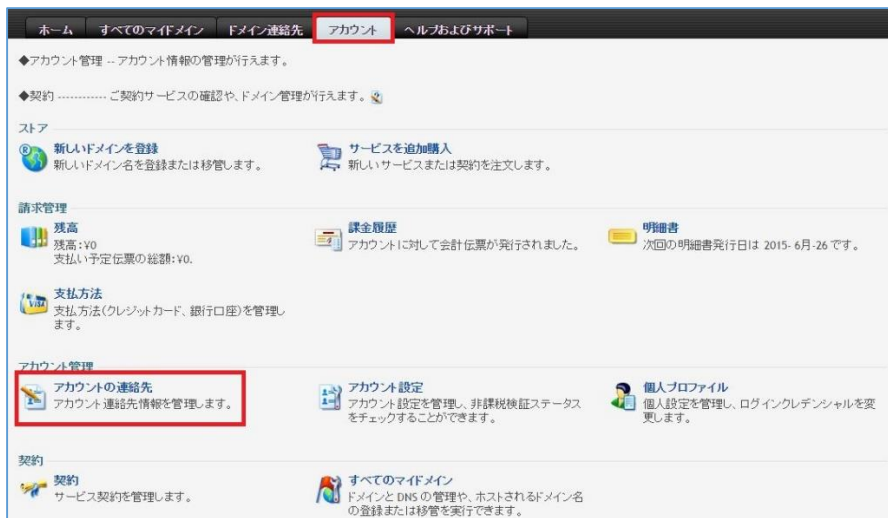 ホーム すべてのマイドメイン ドメイン連絡先 アカウント ヘルプおよびサポート
◆アカウント管理 -- アカウント情報の管理が行えます。
◆契約 ------------ ご契約サービスの確認や、ドメイン管理が行えます。
ストア
新しいドメインを登録
新しいドメイン名を登録または移管します。
サービスを追加購入
新しいサービスまたは契約を注文します。
請求管理
残高
残高:¥0
支払い予定伝票の総額:¥0.
課金履歴
アカウントに対して会計伝票が発行されました。
明細書
次回の明細書発行日は 2015- 6月-26 です。
VISA
支払方法
支払方法(クレジットカード、銀行口座)を管理し
ます。
アカウント管理
アカウントの連絡先
アカウント連絡先情報を管理します。
アカウント設定
アカウント設定を管理し、非課税検証ステータス
をチェックすることができます。
個人プロファイル
個人設定を管理し、ログインクレデンシャルを変
更します。
契約
契約
サービス契約を管理します。
すべてのマイドメイン
ドメインと DNS の管理や、ホストされるドメイン名
の登録または移管を実行できます。